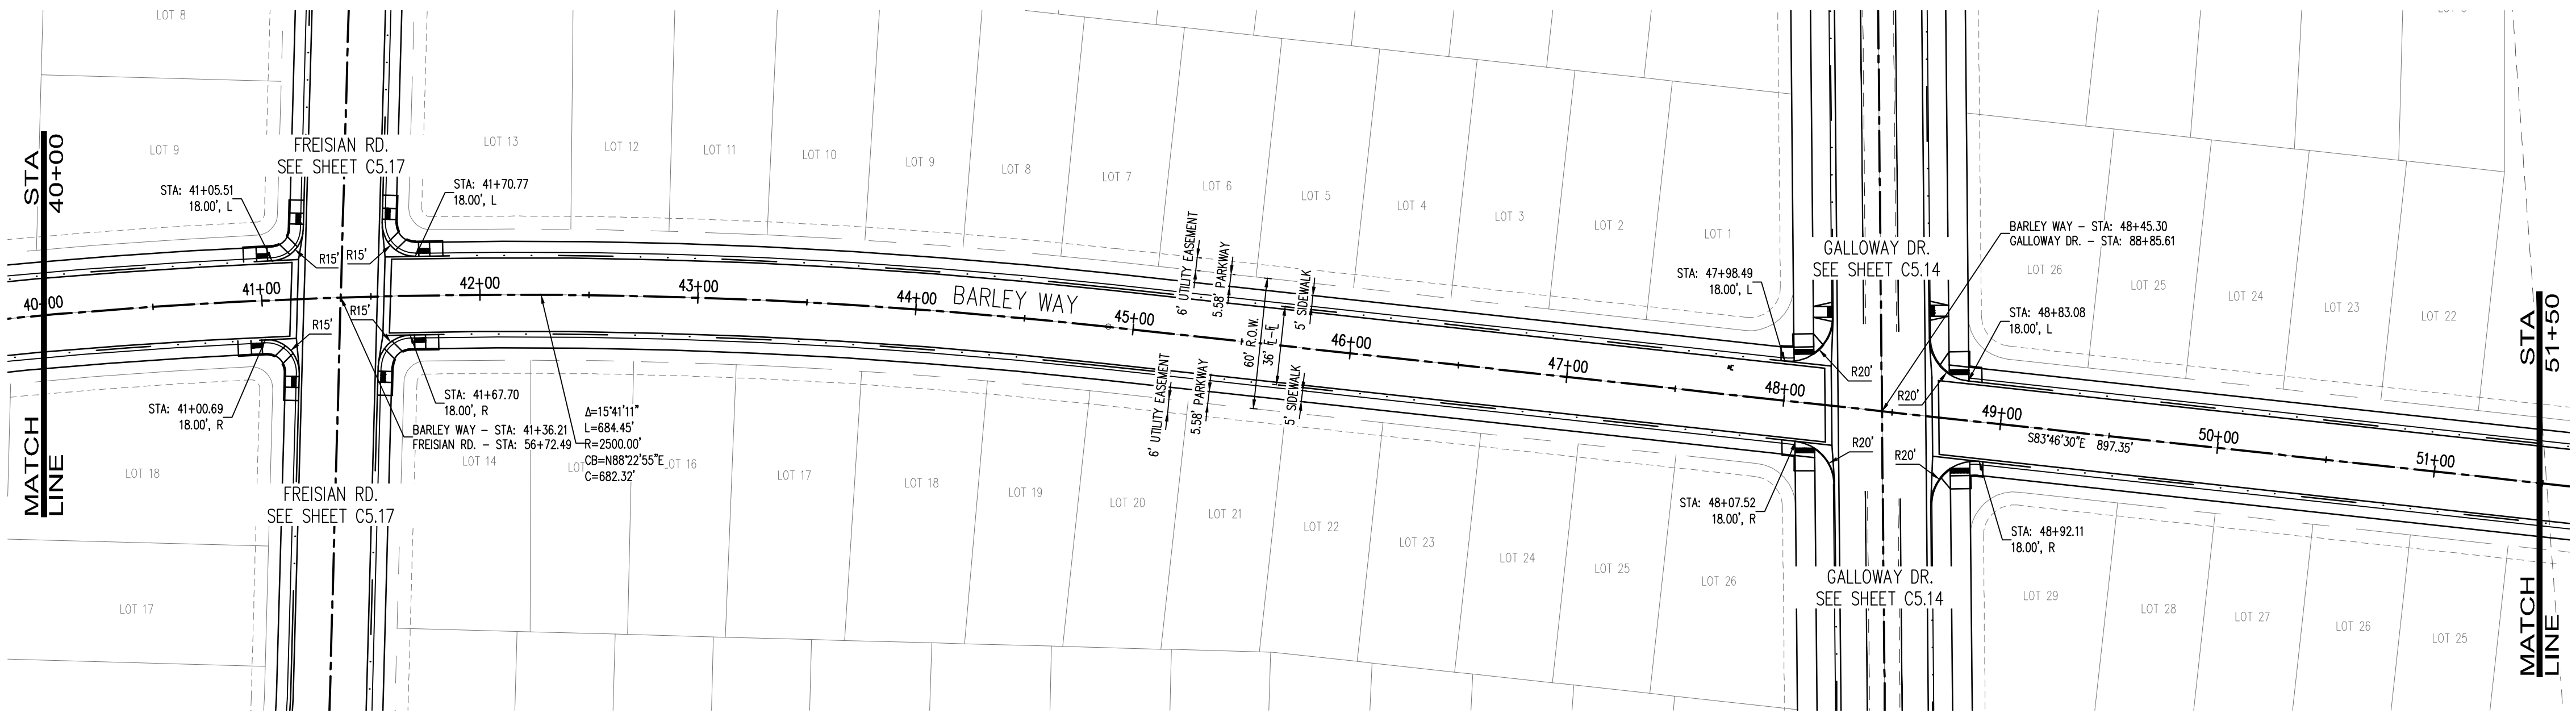 LOT 8
LOT 9
STA
40+00
MATCH
LINE
FREISIAN RD.
SEE SHEET C5.17
STA: 41+05.51
18.00', L
STA: 41+70.77
18.00', L
R15'
R15'
R15'
R15'
40+00
41+00
42+00
43+00
44+00
BARLEY WAY
45+00
46+00
47+00
48+00
49+00
50+00
51+00
LOT 13
LOT 12
LOT 11
LOT 10
LOT 9
LOT 8
LOT 7
LOT 6
LOT 5
LOT 4
LOT 3
LOT 2
LOT 1
6' UTILITY EASEMENT
5.58' PARKWAY
60' R.O.W.
36' L-L
5' SIDEWALK
6' UTILITY EASEMENT
5.58' PARKWAY
5' SIDEWALK
STA: 41+00.69
18.00', R
STA: 41+67.70
18.00', R
BARLEY WAY - STA: 41+36.21
FREISIAN RD. - STA: 56+72.49
Δ=15°41'11"
L=684.45'
R=2500.00'
CB=N88°22'55"E
C=682.32'
FREISIAN RD.
SEE SHEET C5.17
LOT 18
LOT 17
LOT 14
LOT 16
LOT 17
LOT 18
LOT 19
LOT 20
LOT 21
LOT 22
LOT 23
LOT 24
LOT 25
LOT 26
STA: 47+98.49
18.00', L
GALLOWAY DR.
SEE SHEET C5.14
BARLEY WAY - STA: 48+45.30
GALLOWAY DR. - STA: 88+85.61
STA: 48+83.08
18.00', L
R20'
R20'
R20'
R20'
S83°46'30"E 897.35'
STA: 48+07.52
18.00', R
STA: 48+92.11
18.00', R
GALLOWAY DR.
SEE SHEET C5.14
LOT 26
LOT 25
LOT 24
LOT 23
LOT 22
LOT 29
LOT 28
LOT 27
LOT 26
LOT 25
STA
51+50
MATCH
LINE